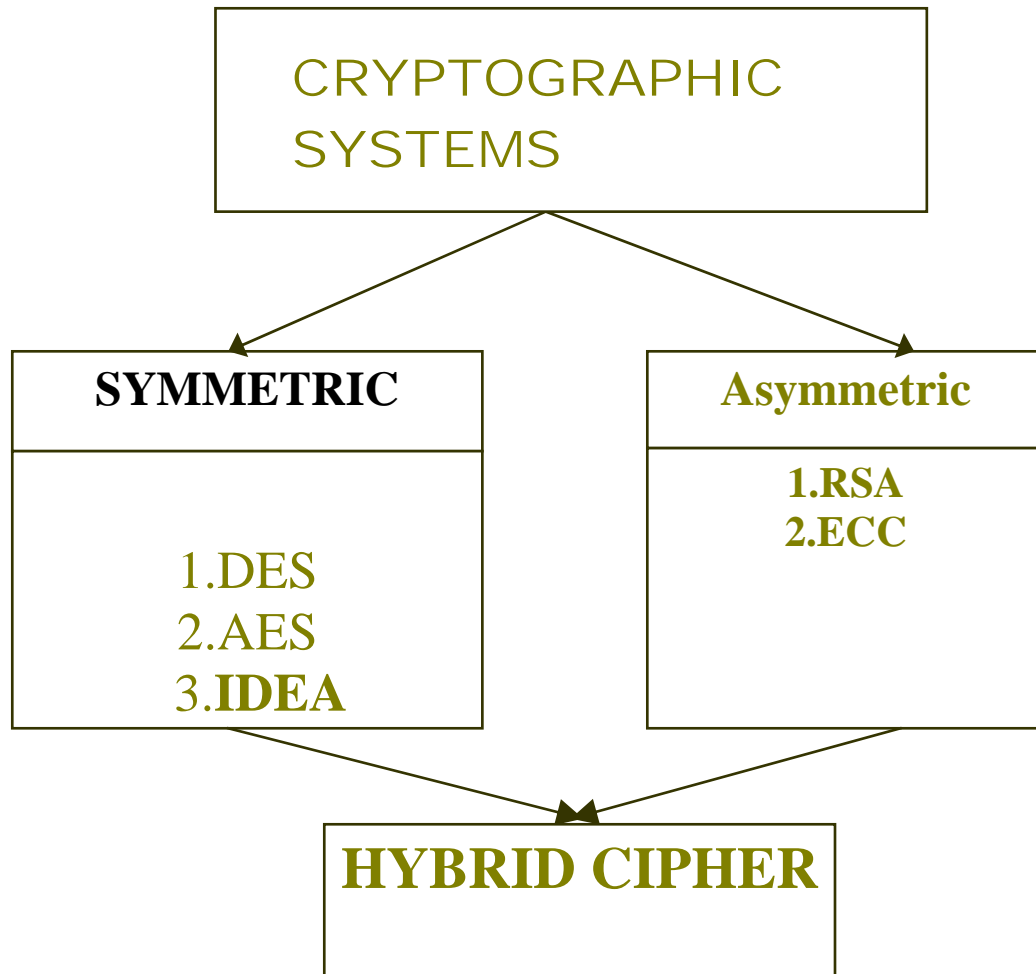 CRYPTOGRAPHIC
SYSTEMS
SYMMETRIC
1.DES
2.AES
3.IDEA
Asymmetric
1.RSA
2.ECC
HYBRID CIPHER